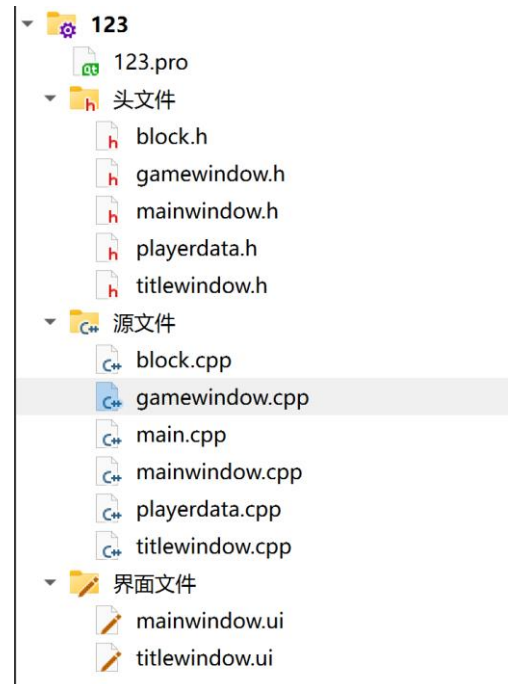 123
123.pro
头文件
block.h
gamewindow.h
mainwindow.h
playerdata.h
titlewindow.h
源文件
block.cpp
gamewindow.cpp
main.cpp
mainwindow.cpp
playerdata.cpp
titlewindow.cpp
界面文件
mainwindow.ui
titlewindow.ui